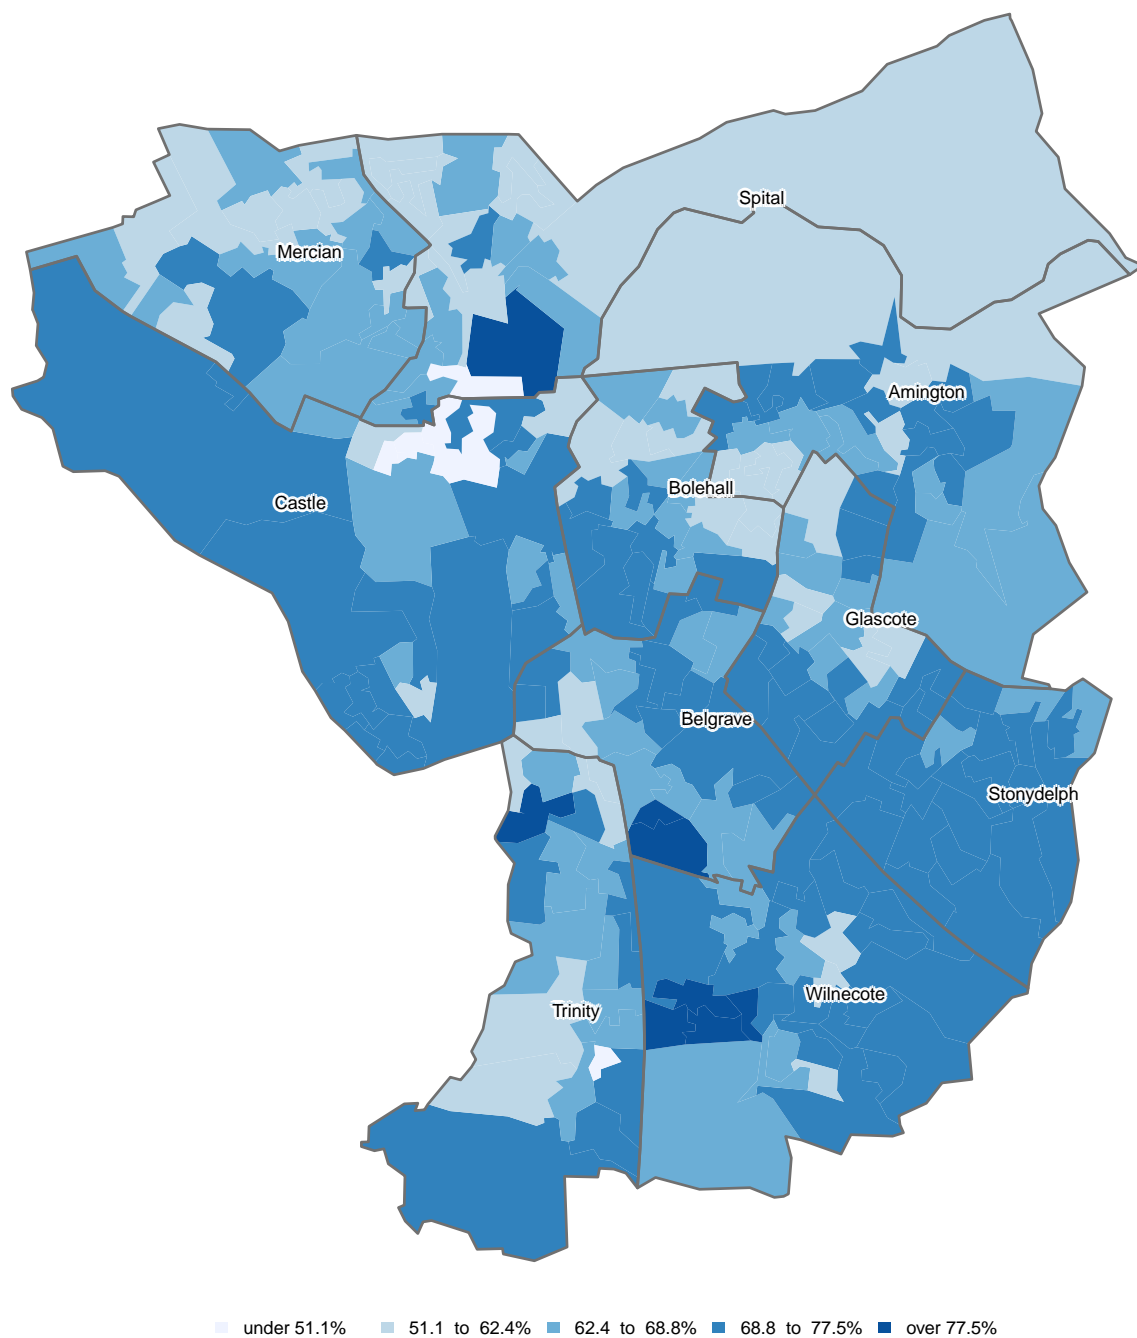 Spital
Mercian
Amington
Bolehall
Castle
Glascote
Belgrave
Stonydelph
Wilnecote
Trinity
under 51.1% 51.1 to 62.4% 62.4 to 68.8% 68.8 to 77.5% over 77.5%